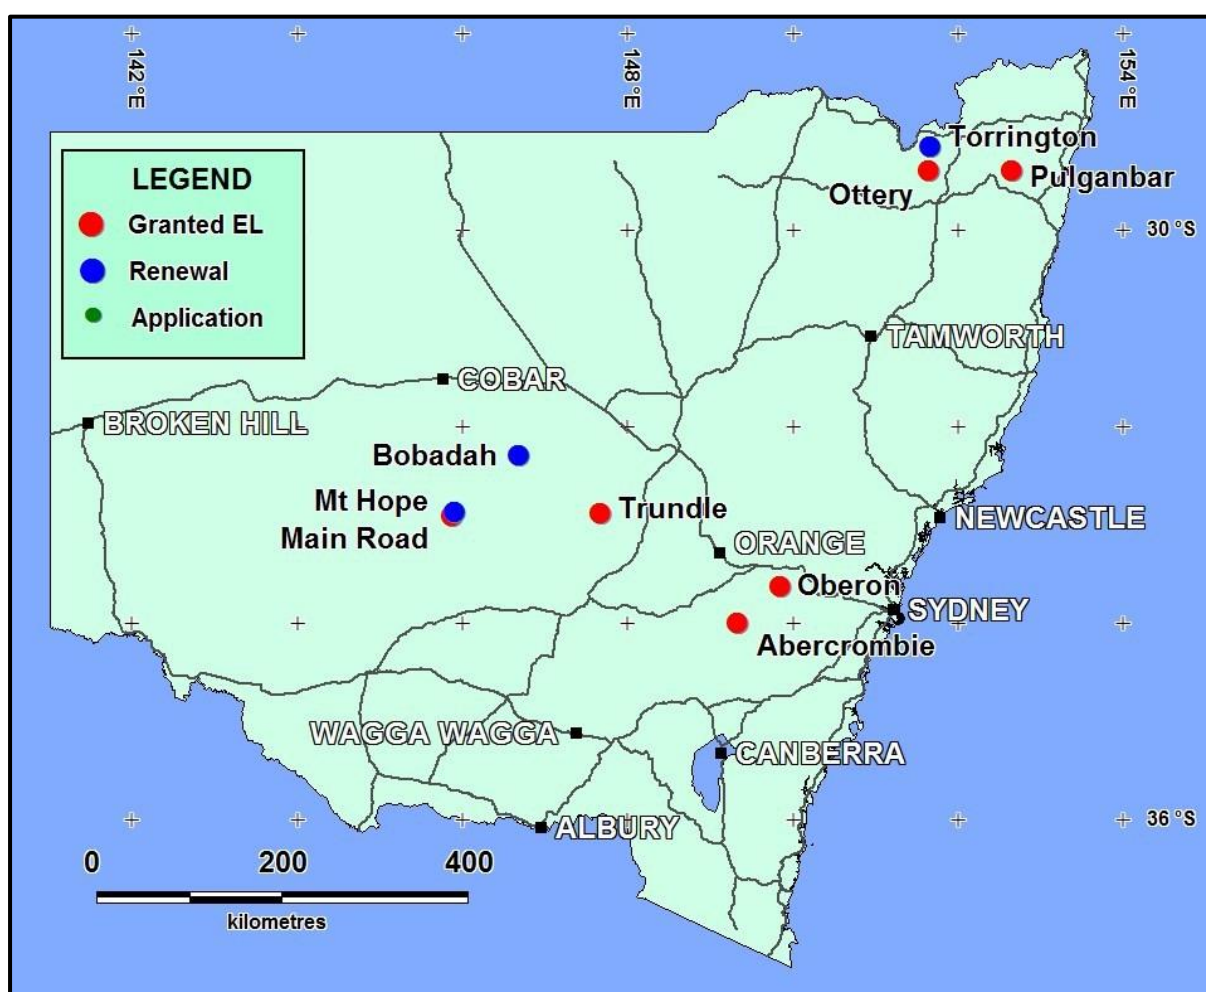 142 °E
148 °E
154 °E
LEGEND
Granted EL
Renewal
Application
Torrington
Ottery
Pulganbar
30 °S
TAMWORTH
COBAR
BROKEN HILL
Bobadah
Mt Hope
Main Road
Trundle
NEWCASTLE
ORANGE
Oberon
SYDNEY
Abercrombie
WAGGA WAGGA
CANBERRA
36 °S
ALBURY
0 200 400
kilometres